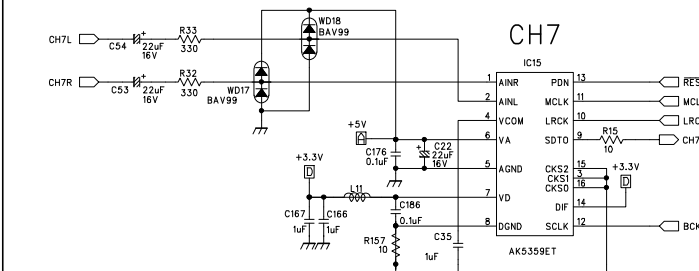 WD18
BAV99
CH7
CH7L
C54
22uF
16V
R33
330
IC15
CH7R
C53
22uF
16V
R32
330
WD17
BAV99
1 AINR
2 AINL
4 VCOM
6 VA
5 AGND
7 VD
8 DGND
PDN 13
MCLK 11
LRCK 10
SDTO 9
CKS2 15
CKS1 3
CKS0 16
DIF 14
SCLK 12
RES
MCL
LRC
R15
10
CH7
+3.3V
D
BCK
+5V
A
C176
0.1uF
C22
22uF
16V
+3.3V
D
L11
C167
1uF
C166
1uF
C186
0.1uF
R157
10
C35
1uF
AK5359ET